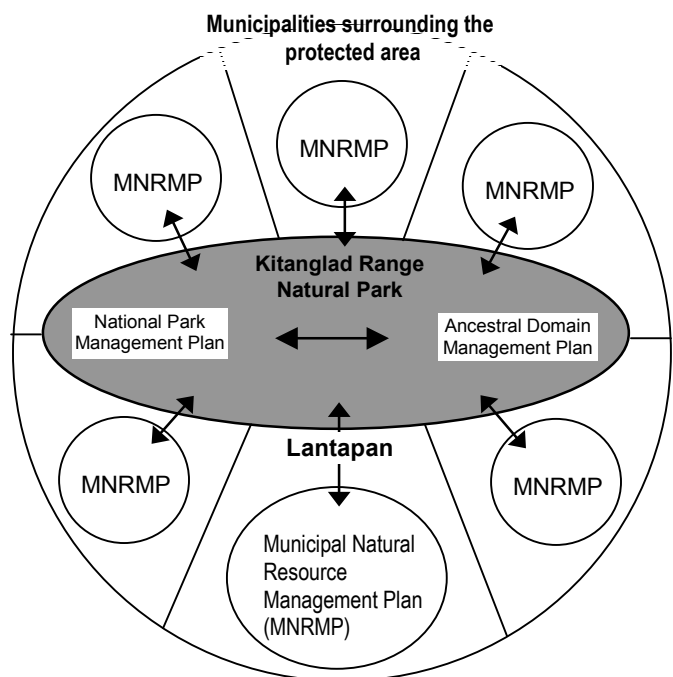 Municipalities surrounding the
protected area
MNRMP
MNRMP
MNRMP
Kitanglad Range
Natural Park
National Park
Management Plan
Ancestral Domain
Management Plan
Lantapan
MNRMP
MNRMP
Municipal Natural
Resource
Management Plan
(MNRMP)